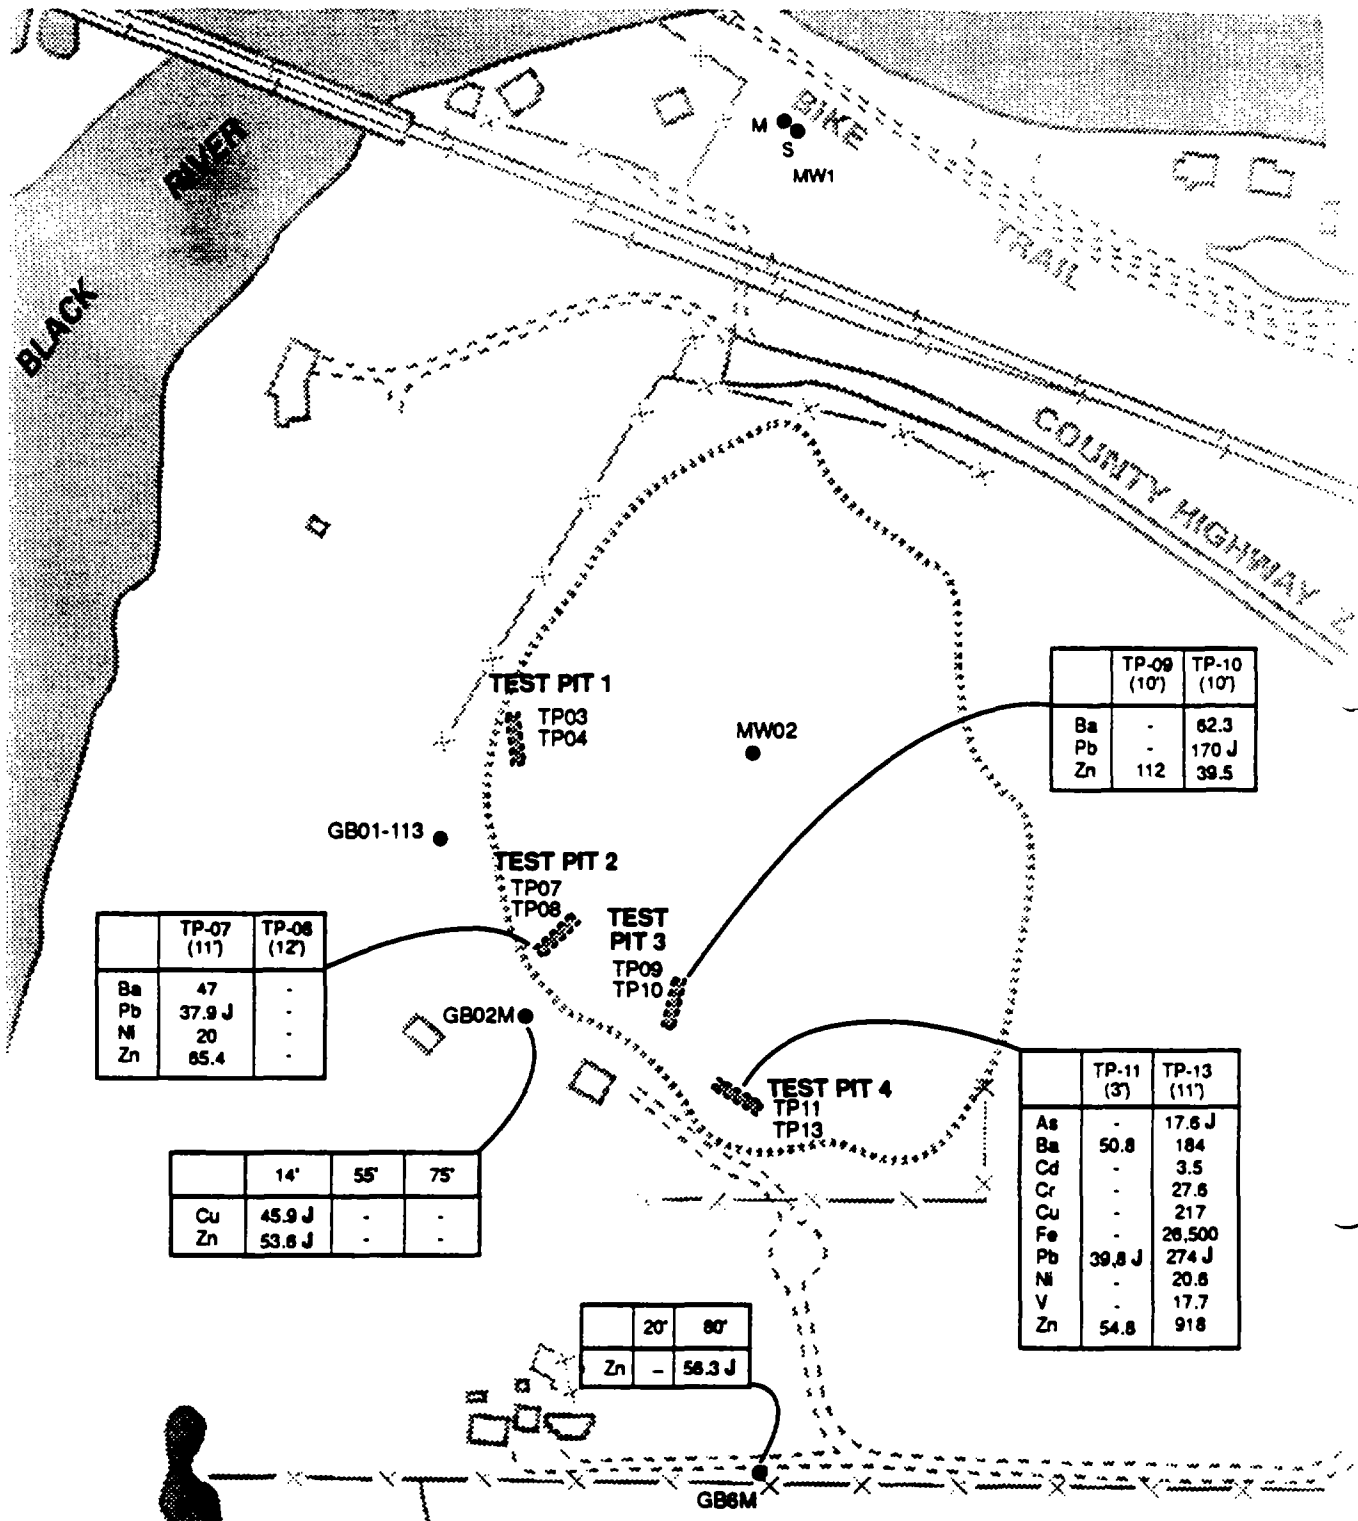 BLACK RIVER
M
S
MW1
BIKE TRAIL
COUNTY HIGHWAY Z
TEST PIT 1
TP03
TP04
MW02
GB01-113
TEST PIT 2
TP07
TP08
TEST
PIT 3
TP09
TP10
GB02M
TEST PIT 4
TP11
TP13
GB6M
TP-09 TP-10
(10') (10')
Ba - 62.3
Pb - 170 J
Zn 112 39.5
TP-07 TP-08
(11') (12')
Ba 47 -
Pb 37.9 J -
Ni 20 -
Zn 65.4 -
14' 55' 75'
Cu 45.9 J - -
Zn 53.6 J - -
TP-11 TP-13
(3') (11')
As - 17.6 J
Ba 50.8 184
Cd - 3.5
Cr - 27.6
Cu - 217
Fe - 26,500
Pb 39.8 J 274 J
Ni - 20.6
V - 17.7
Zn 54.8 918
20' 80'
Zn – 56.3 J